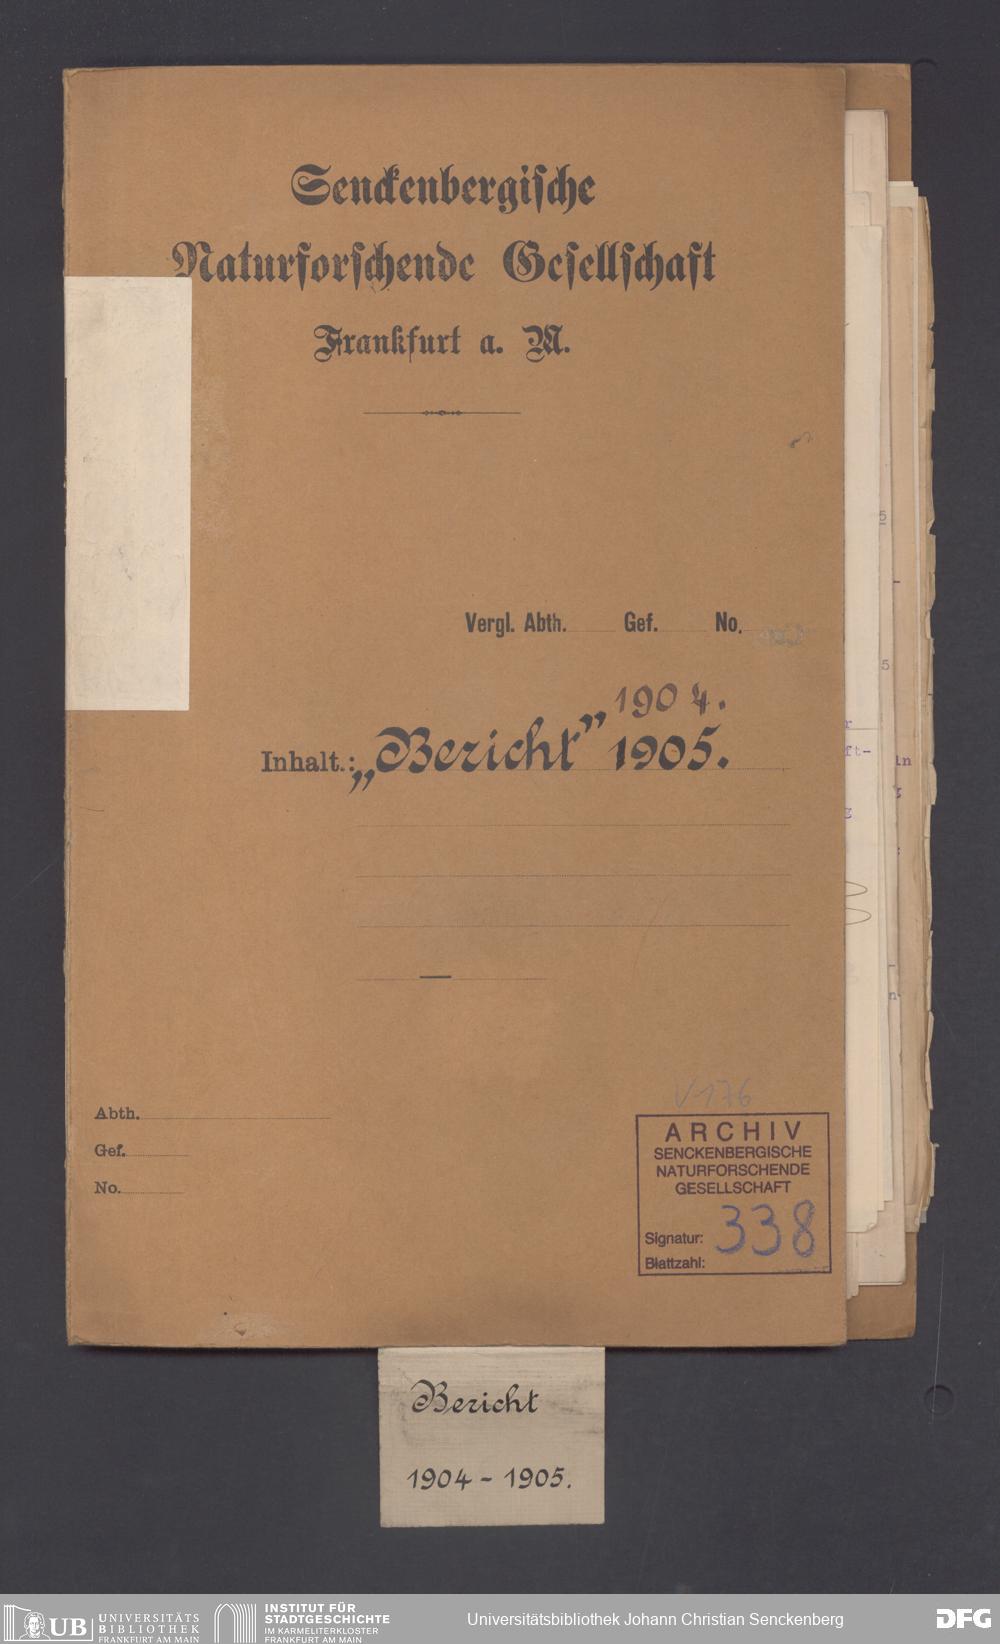 Senckenbergische
Naturforschende Gesellschaft
Frankfurt a. M.
Vergl. Abth. Gef. No.
1904.
Inhalt.: „Bericht” 1905.
Abth.
Gef.
No.
V 176
ARCHIV
SENCKENBERGISCHE
NATURFORSCHENDE
GESELLSCHAFT
Signatur: 338
Blattzahl:
Bericht
1904 - 1905.
UB UNIVERSITÄTS
BIBLIOTHEK
FRANKFURT AM MAIN
INSTITUT FÜR
STADTGESCHICHTE
IM KARMELITERKLOSTER
FRANKFURT AM MAIN
Universitätsbibliothek Johann Christian Senckenberg
DFG